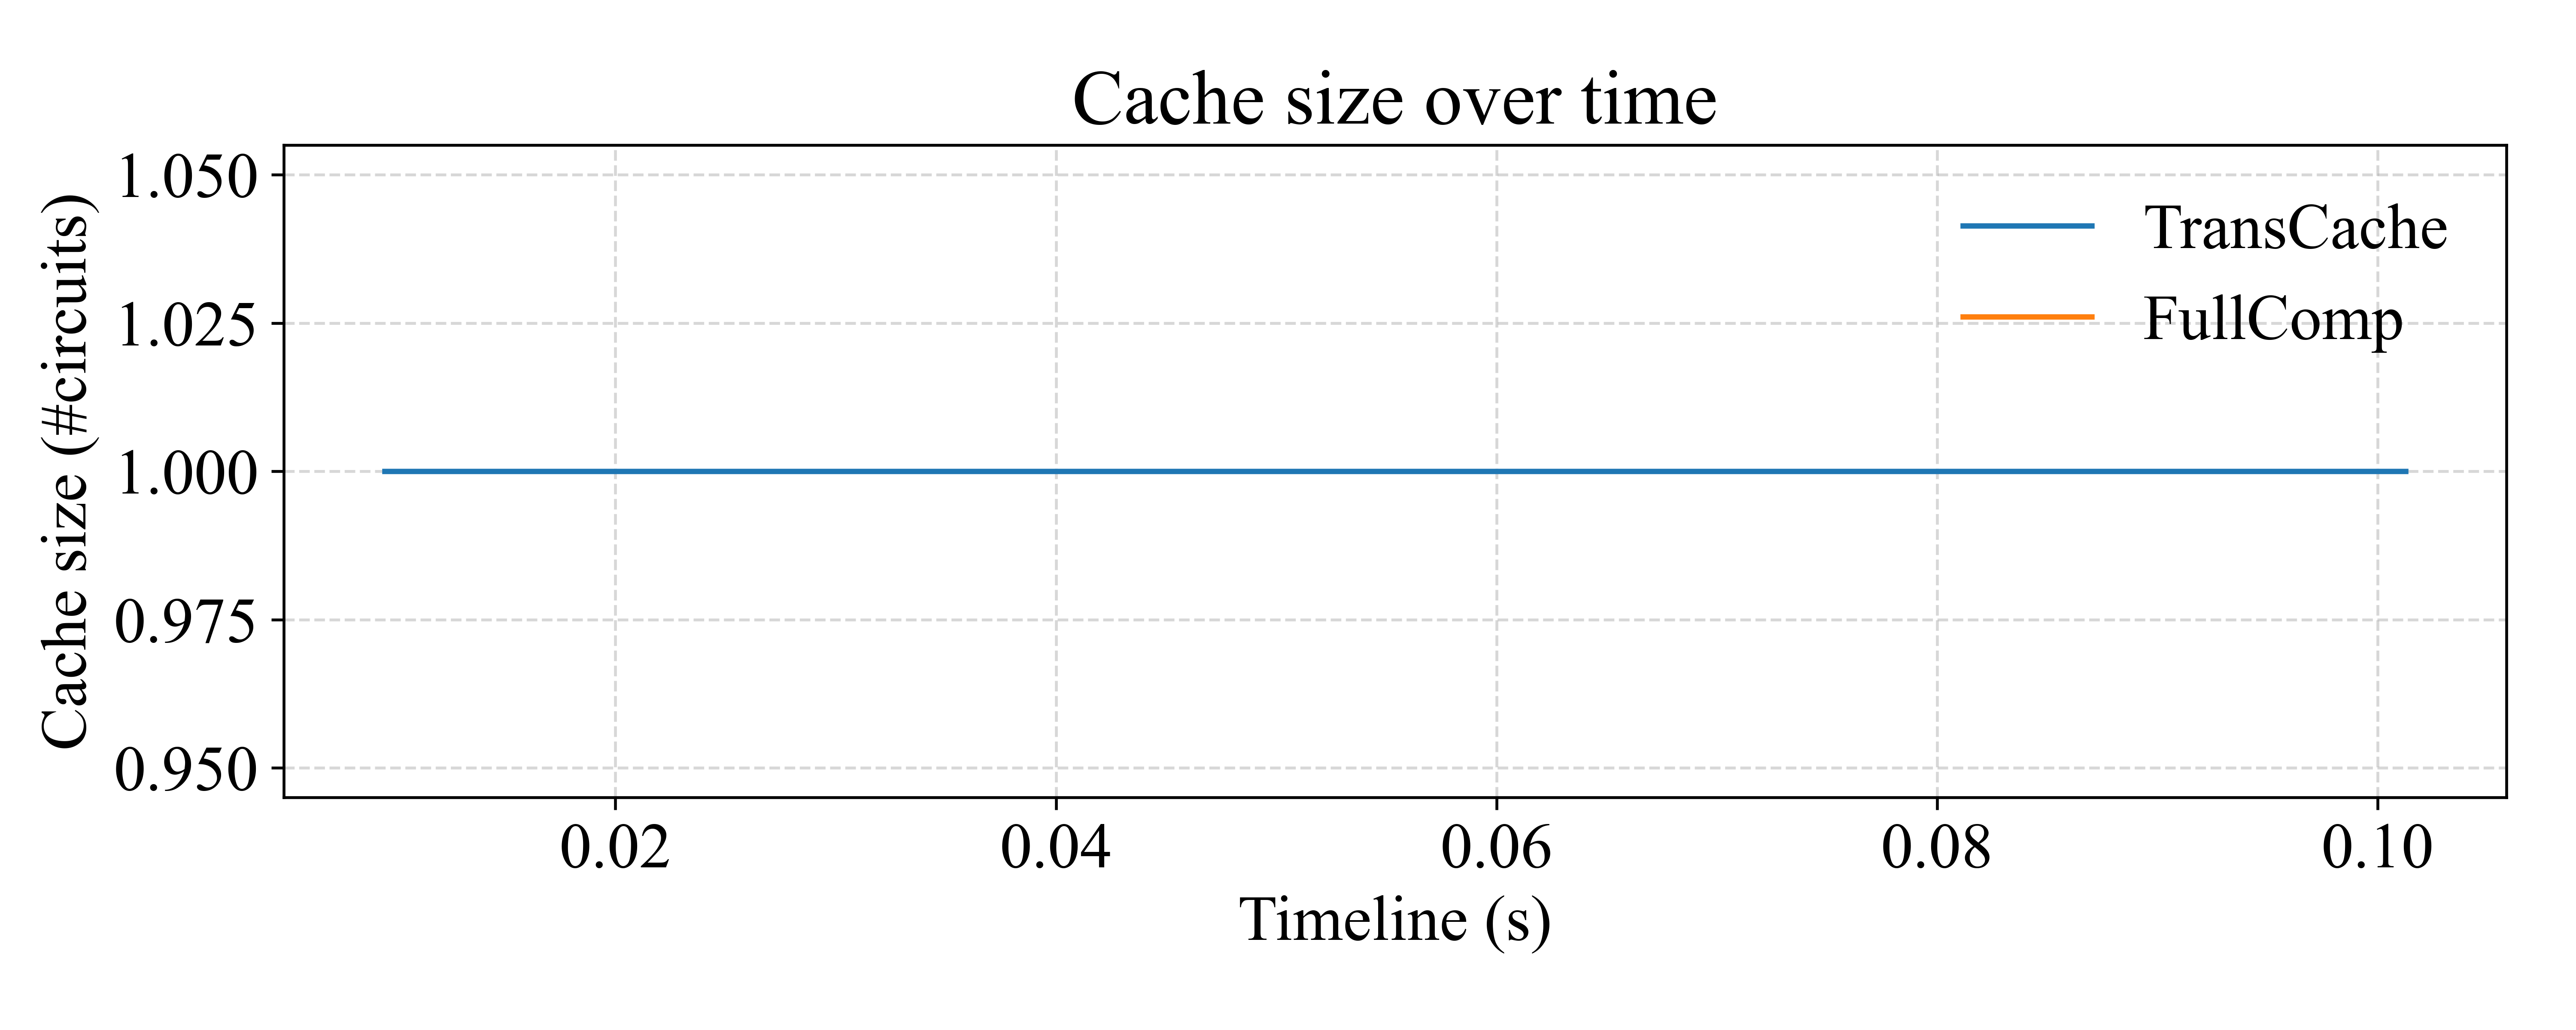 Cache size over time
Cache size (#circuits)
1.050
1.025
1.000
0.975
0.950
TransCache
FullComp
0.02 0.04 0.06 0.08 0.10
Timeline (s)